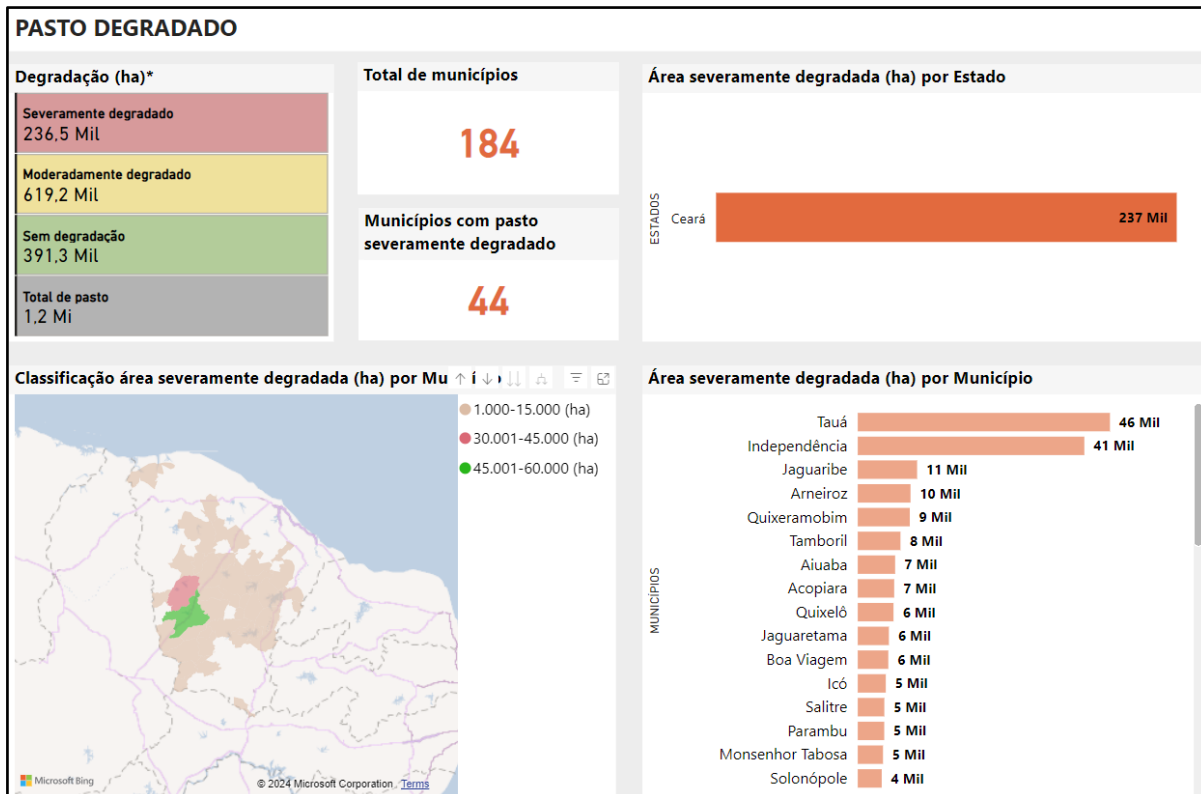 PASTO DEGRADADO
Degradação (ha)*
Severamente degradado
236,5 Mil
Moderadamente degradado
619,2 Mil
Sem degradação
391,3 Mil
Total de pasto
1,2 Mi
Total de municípios
184
Municípios com pasto
severamente degradado
44
Área severamente degradada (ha) por Estado
ESTADOS
Ceará
237 Mil
Classificação área severamente degradada (ha) por Mu
1.000-15.000 (ha)
30.001-45.000 (ha)
45.001-60.000 (ha)
Microsoft Bing
© 2024 Microsoft Corporation Terms
Área severamente degradada (ha) por Município
MUNICÍPIOS
Tauá 46 Mil
Independência 41 Mil
Jaguaribe 11 Mil
Arneiroz 10 Mil
Quixeramobim 9 Mil
Tamboril 8 Mil
Aiuaba 7 Mil
Acopiara 7 Mil
Quixelô 6 Mil
Jaguaretama 6 Mil
Boa Viagem 6 Mil
Icó 5 Mil
Salitre 5 Mil
Parambu 5 Mil
Monsenhor Tabosa 5 Mil
Solonópole 4 Mil